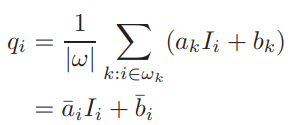 q_i = \frac{1}{|\omega|} \sum_{k:i \in \omega_k} (a_k I_i + b_k)
= \bar{a}_i I_i + \bar{b}_i